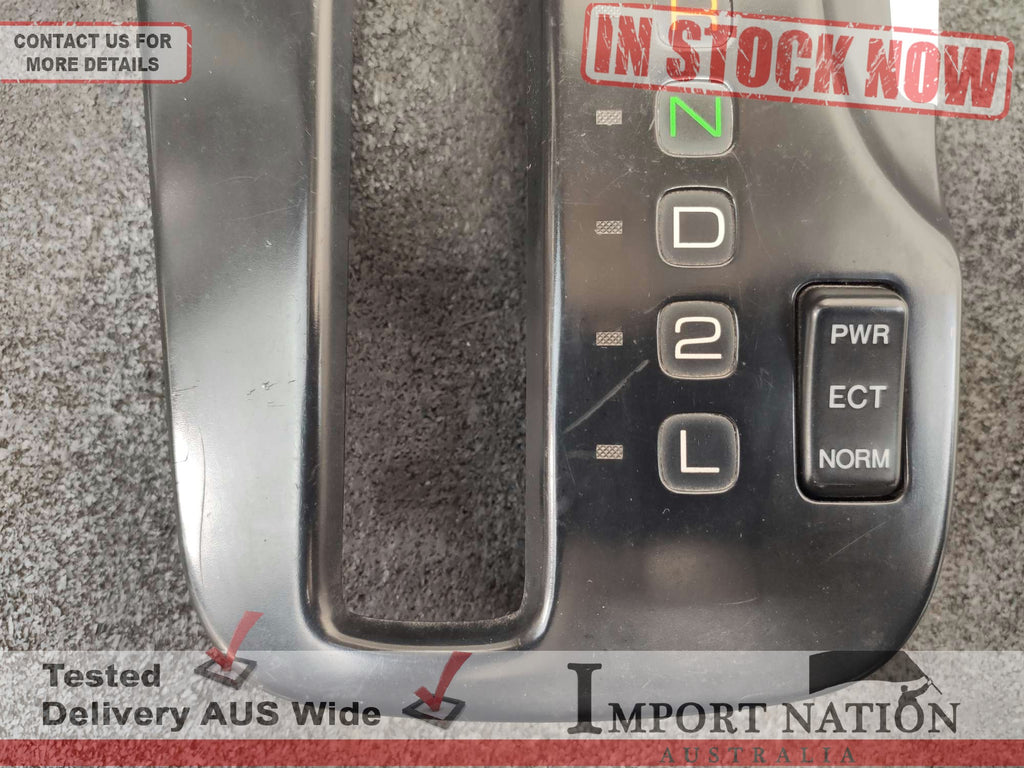 CONTACT US FOR
MORE DETAILS
IN STOCK NOW
N
D
2
L
PWR
ECT
NORM
Tested
Delivery AUS Wide
IMPORT NATION
AUSTRALIA